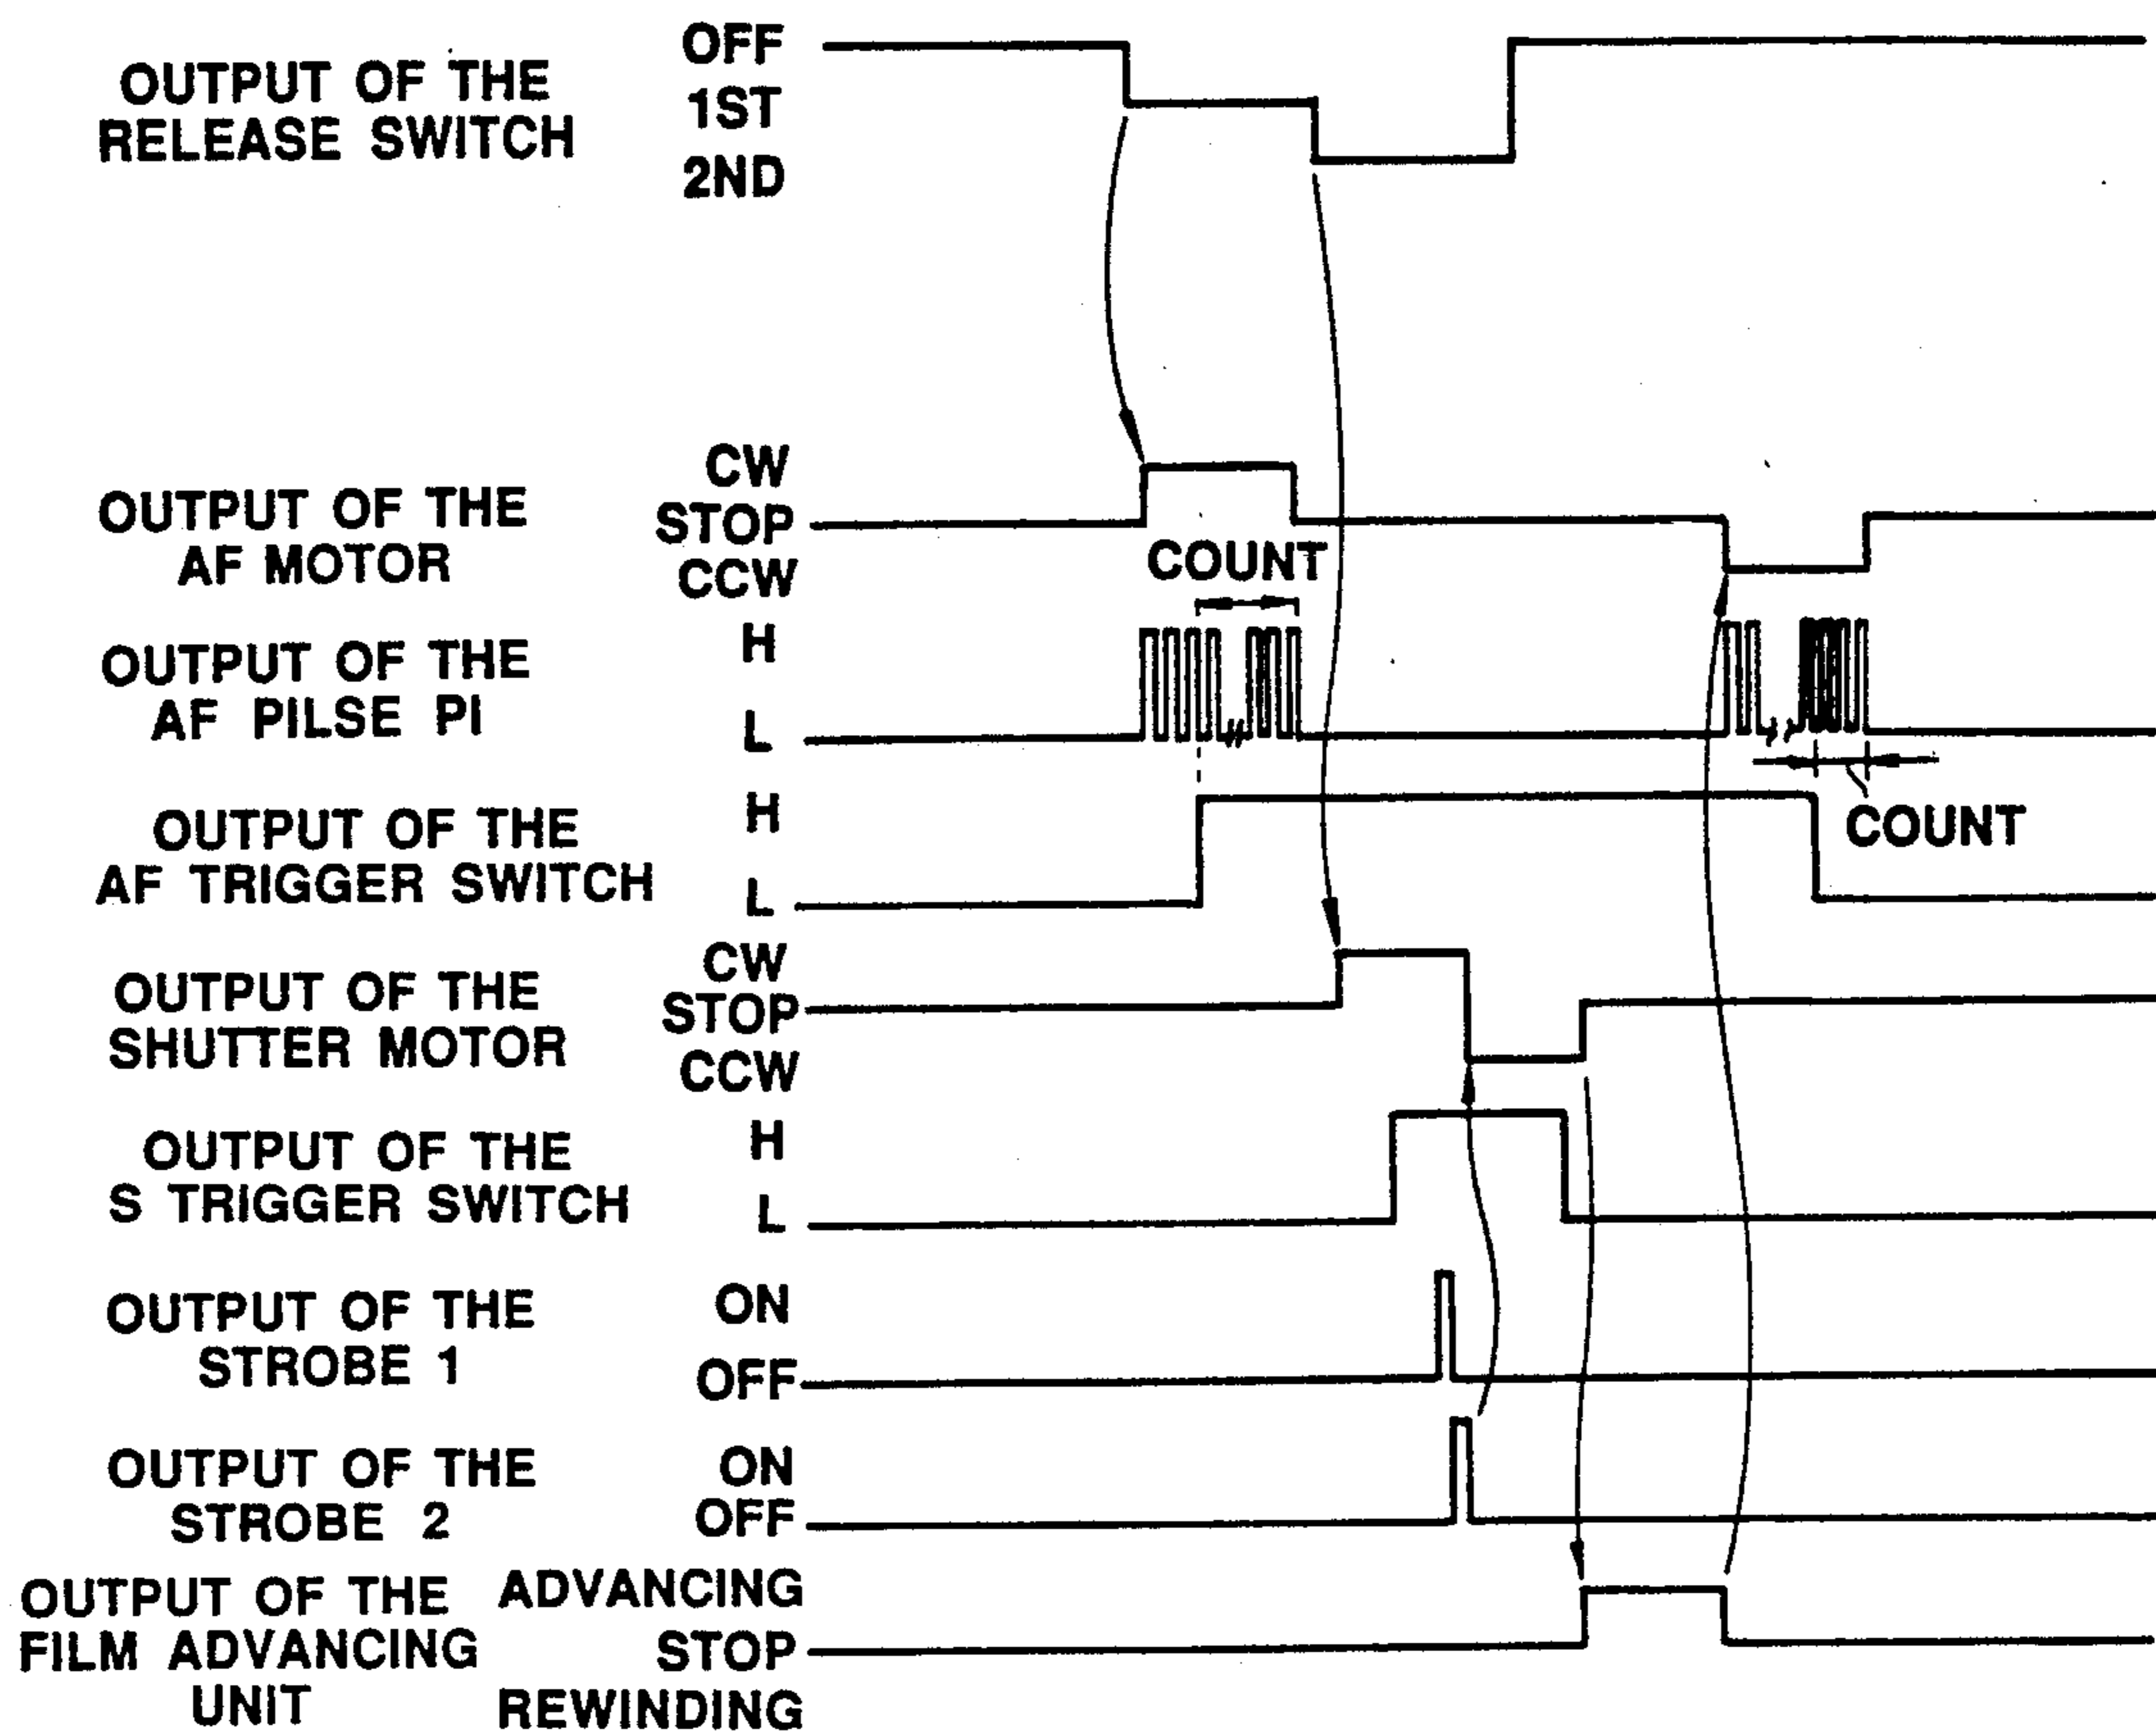 OUTPUT OF THE
RELEASE SWITCH
OFF
1ST
2ND
OUTPUT OF THE
AF MOTOR
CW
STOP
CCW
COUNT
OUTPUT OF THE
AF PILSE PI
H
L
OUTPUT OF THE
AF TRIGGER SWITCH
H
L
COUNT
OUTPUT OF THE
SHUTTER MOTOR
CW
STOP
CCW
OUTPUT OF THE
S TRIGGER SWITCH
H
L
OUTPUT OF THE
STROBE 1
ON
OFF
OUTPUT OF THE
STROBE 2
ON
OFF
OUTPUT OF THE
FILM ADVANCING
UNIT
ADVANCING
STOP
REWINDING